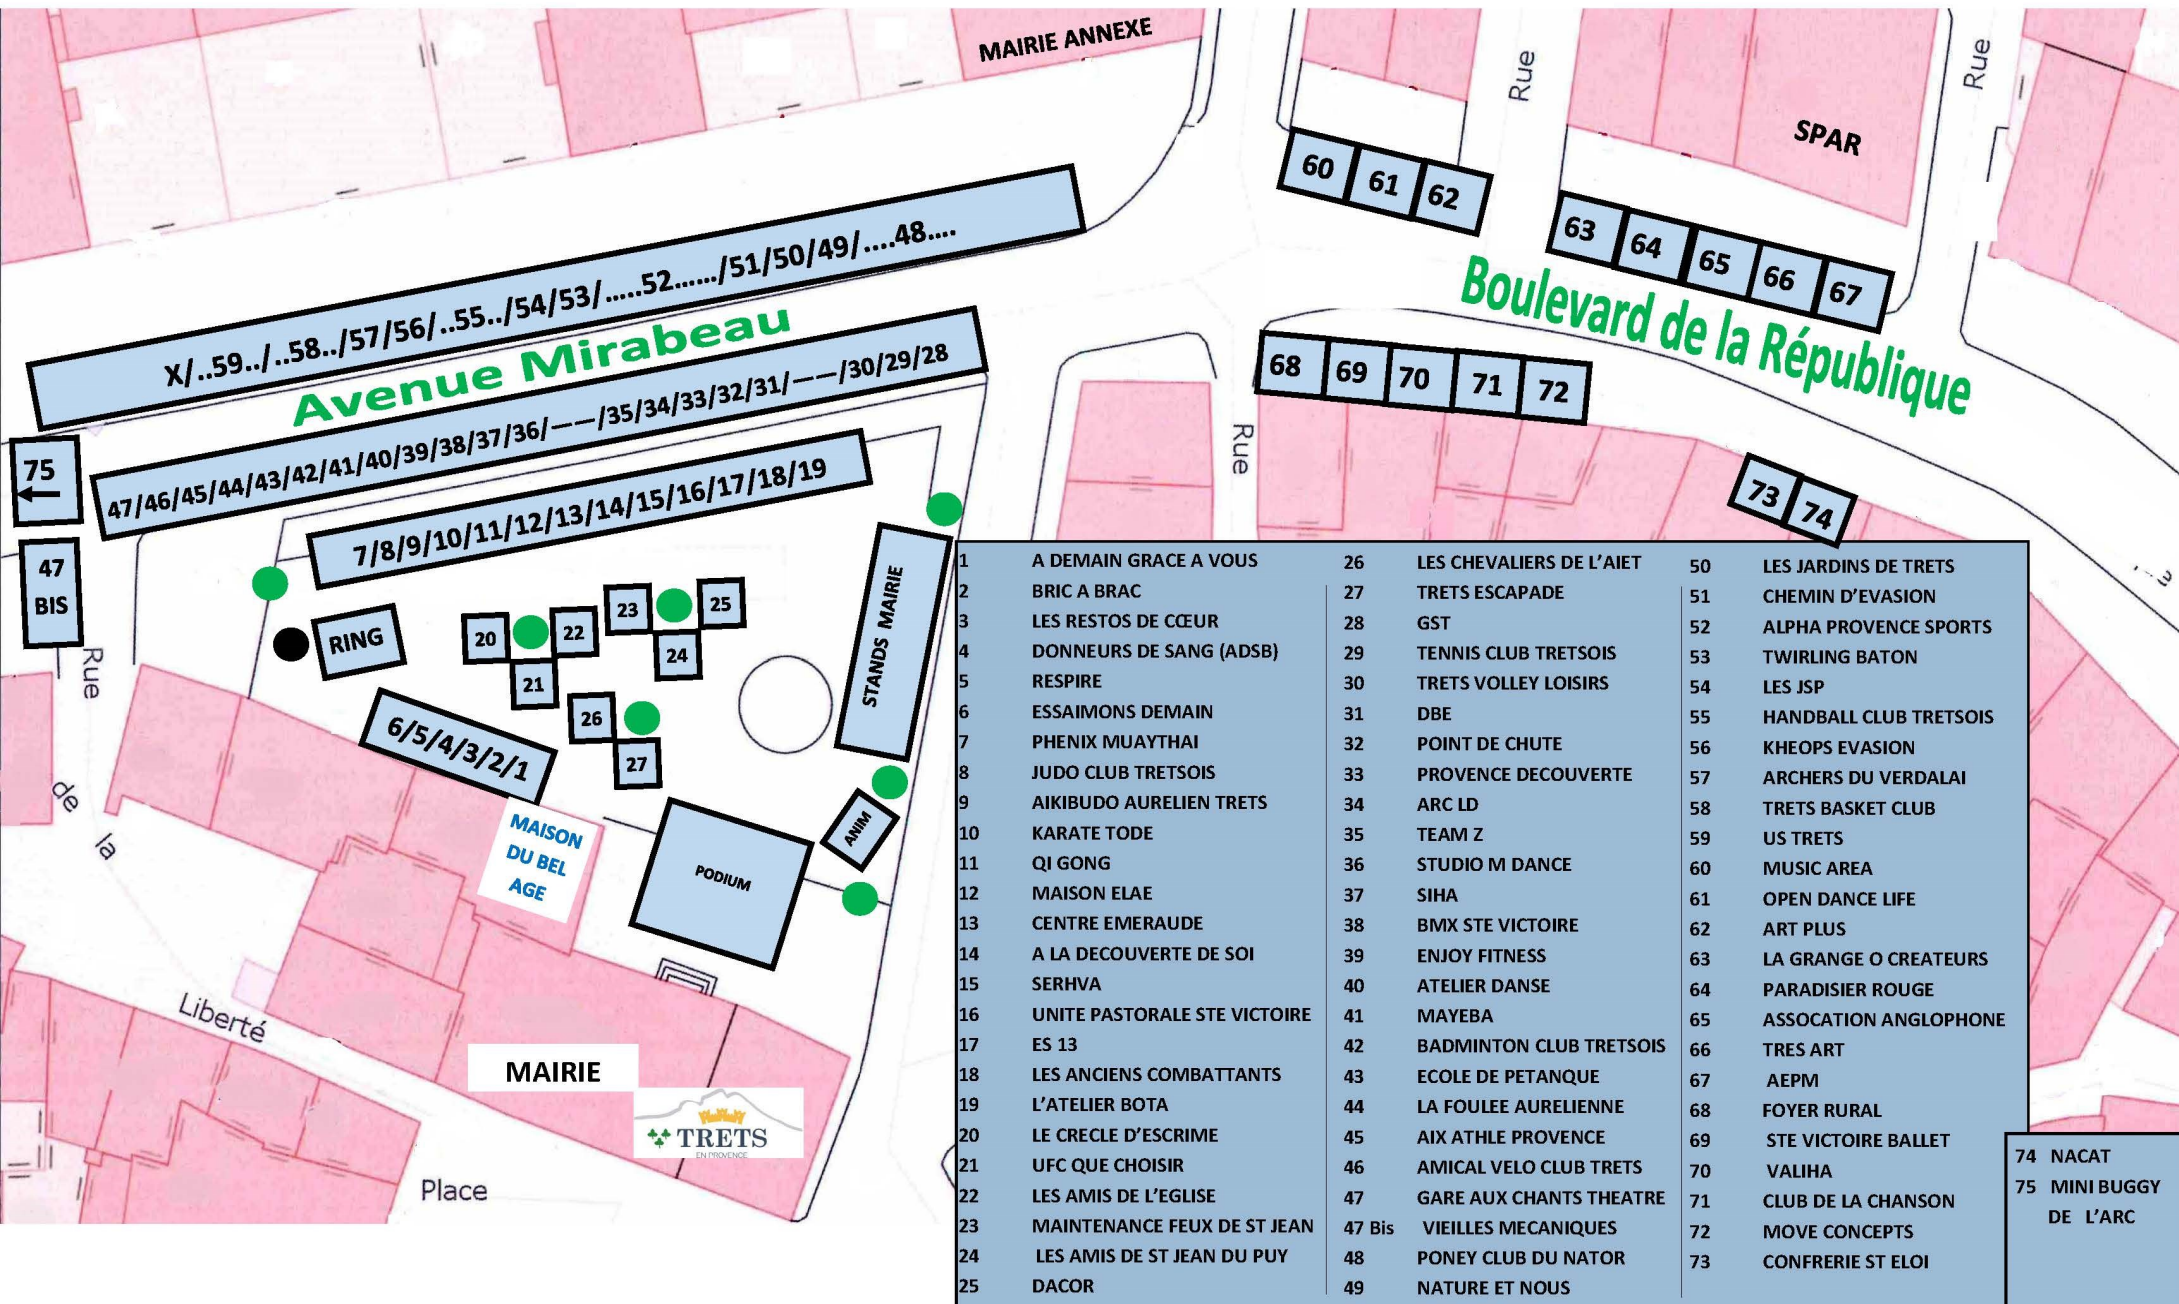 MAIRIE ANNEXE
Rue
Rue
SPAR
60 61 62
63 64 65 66 67
X/..59../..58../57/56/..55../54/53/.....52....../51/50/49/....48....
Avenue Mirabeau
Boulevard de la République
47/46/45/44/43/42/41/40/39/38/37/36/——/35/34/33/32/31/——/30/29/28
68 69 70 71 72
Rue
73 74
75
47
BIS
7/8/9/10/11/12/13/14/15/16/17/18/19
RING
20
22
21
23
25
24
26
27
STANDS MAIRIE
6/5/4/3/2/1
MAISON
DU BEL
AGE
PODIUM
ANIM
Rue
de
la
Liberté
MAIRIE
TRETS
EN PROVENCE
Place
1 A DEMAIN GRACE A VOUS
2 BRIC A BRAC
3 LES RESTOS DE CŒUR
4 DONNEURS DE SANG (ADSB)
5 RESPIRE
6 ESSAIMONS DEMAIN
7 PHENIX MUAYTHAI
8 JUDO CLUB TRETSOIS
9 AIKIBUDO AURELIEN TRETS
10 KARATE TODE
11 QI GONG
12 MAISON ELAE
13 CENTRE EMERAUDE
14 A LA DECOUVERTE DE SOI
15 SERHVA
16 UNITE PASTORALE STE VICTOIRE
17 ES 13
18 LES ANCIENS COMBATTANTS
19 L’ATELIER BOTA
20 LE CRECLE D’ESCRIME
21 UFC QUE CHOISIR
22 LES AMIS DE L’EGLISE
23 MAINTENANCE FEUX DE ST JEAN
24 LES AMIS DE ST JEAN DU PUY
25 DACOR
26 LES CHEVALIERS DE L’AIET
27 TRETS ESCAPADE
28 GST
29 TENNIS CLUB TRETSOIS
30 TRETS VOLLEY LOISIRS
31 DBE
32 POINT DE CHUTE
33 PROVENCE DECOUVERTE
34 ARC LD
35 TEAM Z
36 STUDIO M DANCE
37 SIHA
38 BMX STE VICTOIRE
39 ENJOY FITNESS
40 ATELIER DANSE
41 MAYEBA
42 BADMINTON CLUB TRETSOIS
43 ECOLE DE PETANQUE
44 LA FOULEE AURELIENNE
45 AIX ATHLE PROVENCE
46 AMICAL VELO CLUB TRETS
47 GARE AUX CHANTS THEATRE
47 Bis VIEILLES MECANIQUES
48 PONEY CLUB DU NATOR
49 NATURE ET NOUS
50 LES JARDINS DE TRETS
51 CHEMIN D’EVASION
52 ALPHA PROVENCE SPORTS
53 TWIRLING BATON
54 LES JSP
55 HANDBALL CLUB TRETSOIS
56 KHEOPS EVASION
57 ARCHERS DU VERDALAI
58 TRETS BASKET CLUB
59 US TRETS
60 MUSIC AREA
61 OPEN DANCE LIFE
62 ART PLUS
63 LA GRANGE O CREATEURS
64 PARADISIER ROUGE
65 ASSOCATION ANGLOPHONE
66 TRES ART
67 AEPM
68 FOYER RURAL
69 STE VICTOIRE BALLET
70 VALIHA
71 CLUB DE LA CHANSON
72 MOVE CONCEPTS
73 CONFRERIE ST ELOI
74 NACAT
75 MINI BUGGY
DE L’ARC